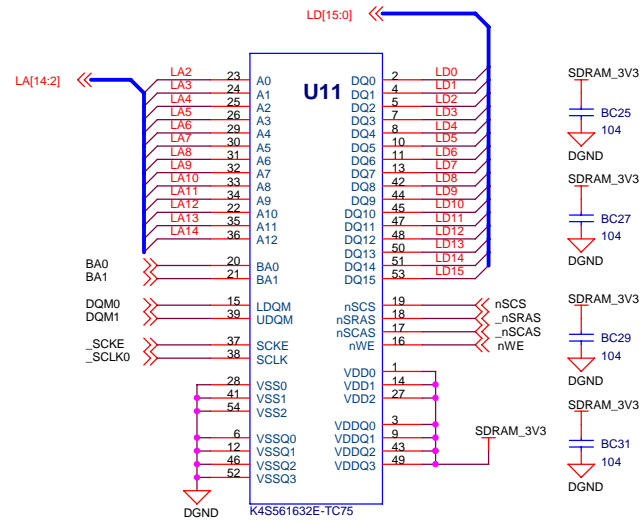 LD[15:0]
LA[14:2]
U11
LA2 23 A0 DQ0 2 LD0
LA3 24 A1 DQ1 4 LD1
LA4 25 A2 DQ2 5 LD2
LA5 26 A3 DQ3 7 LD3
LA6 29 A4 DQ4 8 LD4
LA7 30 A5 DQ5 10 LD5
LA8 31 A6 DQ6 11 LD6
LA9 32 A7 DQ7 13 LD7
LA10 33 A8 DQ8 42 LD8
LA11 34 A9 DQ9 44 LD9
LA12 22 A10 DQ10 45 LD10
LA13 35 A11 DQ11 47 LD11
LA14 36 A12 DQ12 48 LD12
DQ13 50 LD13
BA0 20 BA0 DQ14 51 LD14
BA1 21 BA1 DQ15 53 LD15
DQM0 15 LDQM nSCS 19 nSCS
DQM1 39 UDQM nSRAS 18 _nSRAS
nSCAS 17 _nSCAS
_SCKE 37 SCKE nWE 16 nWE
_SCLK0 38 SCLK
VDD0 1
28 VSS0 VDD1 14
41 VSS1 VDD2 27
54 VSS2
VDDQ0 3
6 VSSQ0 VDDQ1 9
12 VSSQ1 VDDQ2 43
46 VSSQ2 VDDQ3 49
52 VSSQ3
SDRAM_3V3
DGND
K4S561632E-TC75
SDRAM_3V3
BC25
104
DGND
SDRAM_3V3
BC27
104
DGND
SDRAM_3V3
BC29
104
DGND
SDRAM_3V3
BC31
104
DGND